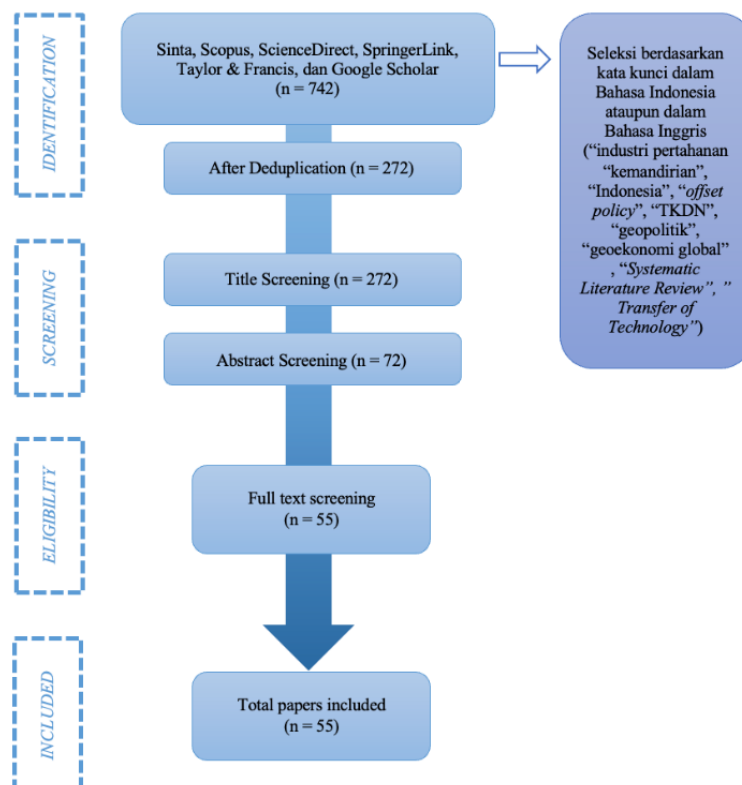 IDENTIFICATION
Sinta, Scopus, ScienceDirect, SpringerLink,
Taylor & Francis, dan Google Scholar
(n = 742)
After Deduplication (n = 272)
Seleksi berdasarkan
kata kunci dalam
Bahasa Indonesia
ataupun dalam
Bahasa Inggris
(“industri pertahanan
“kemandirian”,
“Indonesia”, “offset
policy”, “TKDN”,
“geopolitik”,
“geoekonomi global”
, “Systematic
Literature Review”, ”
Transfer of
Technology”)
SCREENING
Title Screening (n = 272)
Abstract Screening (n = 72)
ELIGIBILITY
Full text screening
(n = 55)
INCLUDED
Total papers included
(n = 55)